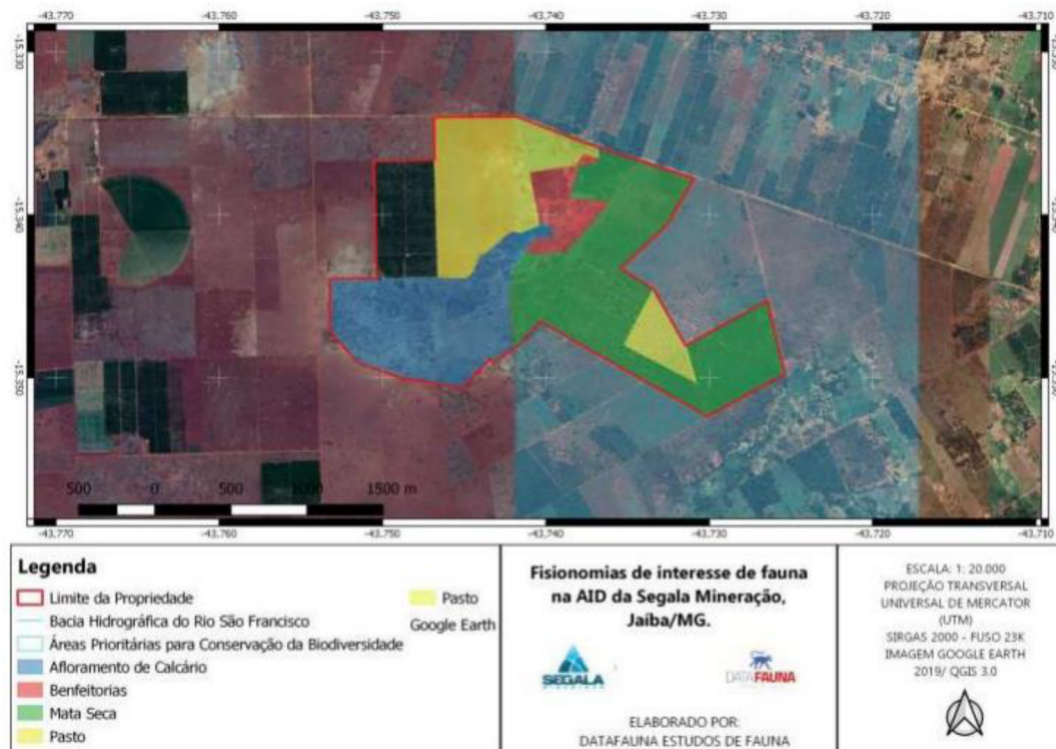 -43.770 -43.760 -43.750 -43.740 -43.730 -43.720 -43.710
-15.330
-15.340
-15.350
500 0 500 1000 1500 m
-43.770 -43.760 -43.750 -43.740 -43.730 -43.720 -43.710
Legenda
Limite da Propriedade
Bacia Hidrográfica do Rio São Francisco
Áreas Prioritárias para Conservação da Biodiversidade
Afloramento de Calcário
Benfeitorias
Mata Seca
Pasto
Pasto
Google Earth
Fisionomias de interesse de fauna
na AID da Segala Mineração,
Jaíba/MG.
SEGALA
DATAFAUNA
ELABORADO POR:
DATAFAUNA ESTUDOS DE FAUNA
ESCALA: 1: 20.000
PROJEÇÃO TRANSVERSAL
UNIVERSAL DE MERCATOR
(UTM)
SIRGAS 2000 - FUSO 23K
IMAGEM GOOGLE EARTH
2019/ QGIS 3.0